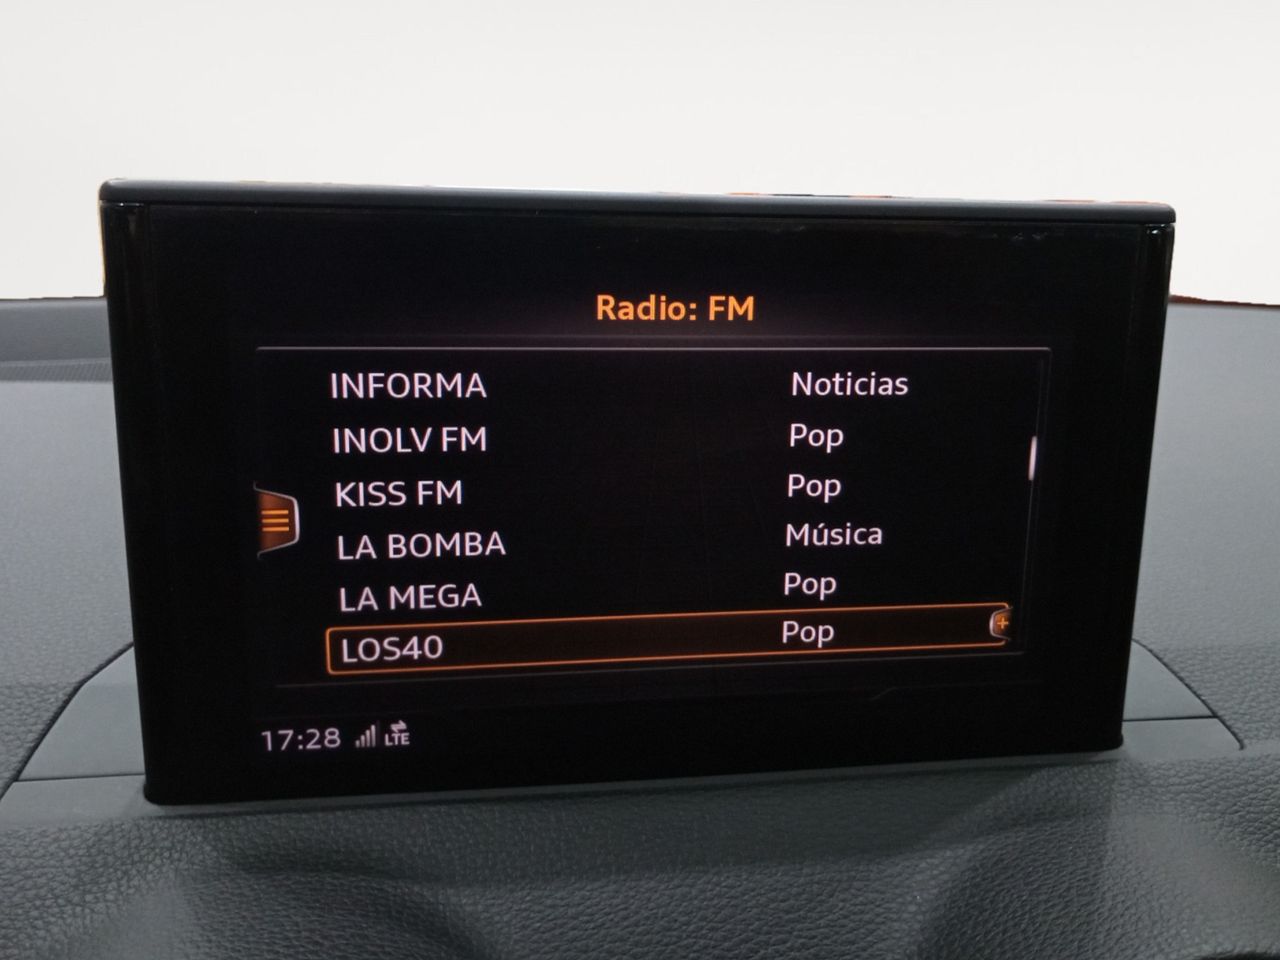 Radio: FM
INFORMA Noticias
INOLV FM Pop
KISS FM Pop
LA BOMBA Música
LA MEGA Pop
LOS40 Pop
17:28 LTE